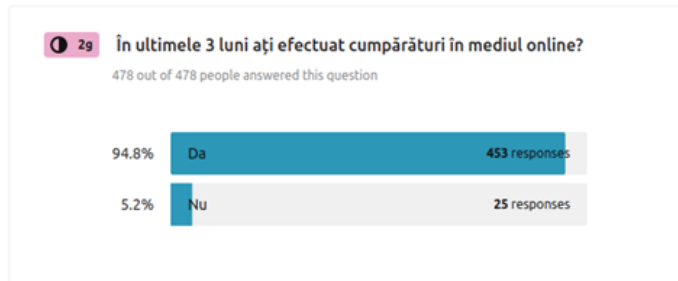 2g În ultimele 3 luni ați efectuat cumpărături în mediul online?
478 out of 478 people answered this question
94.8% Da 453 responses
5.2% Nu 25 responses